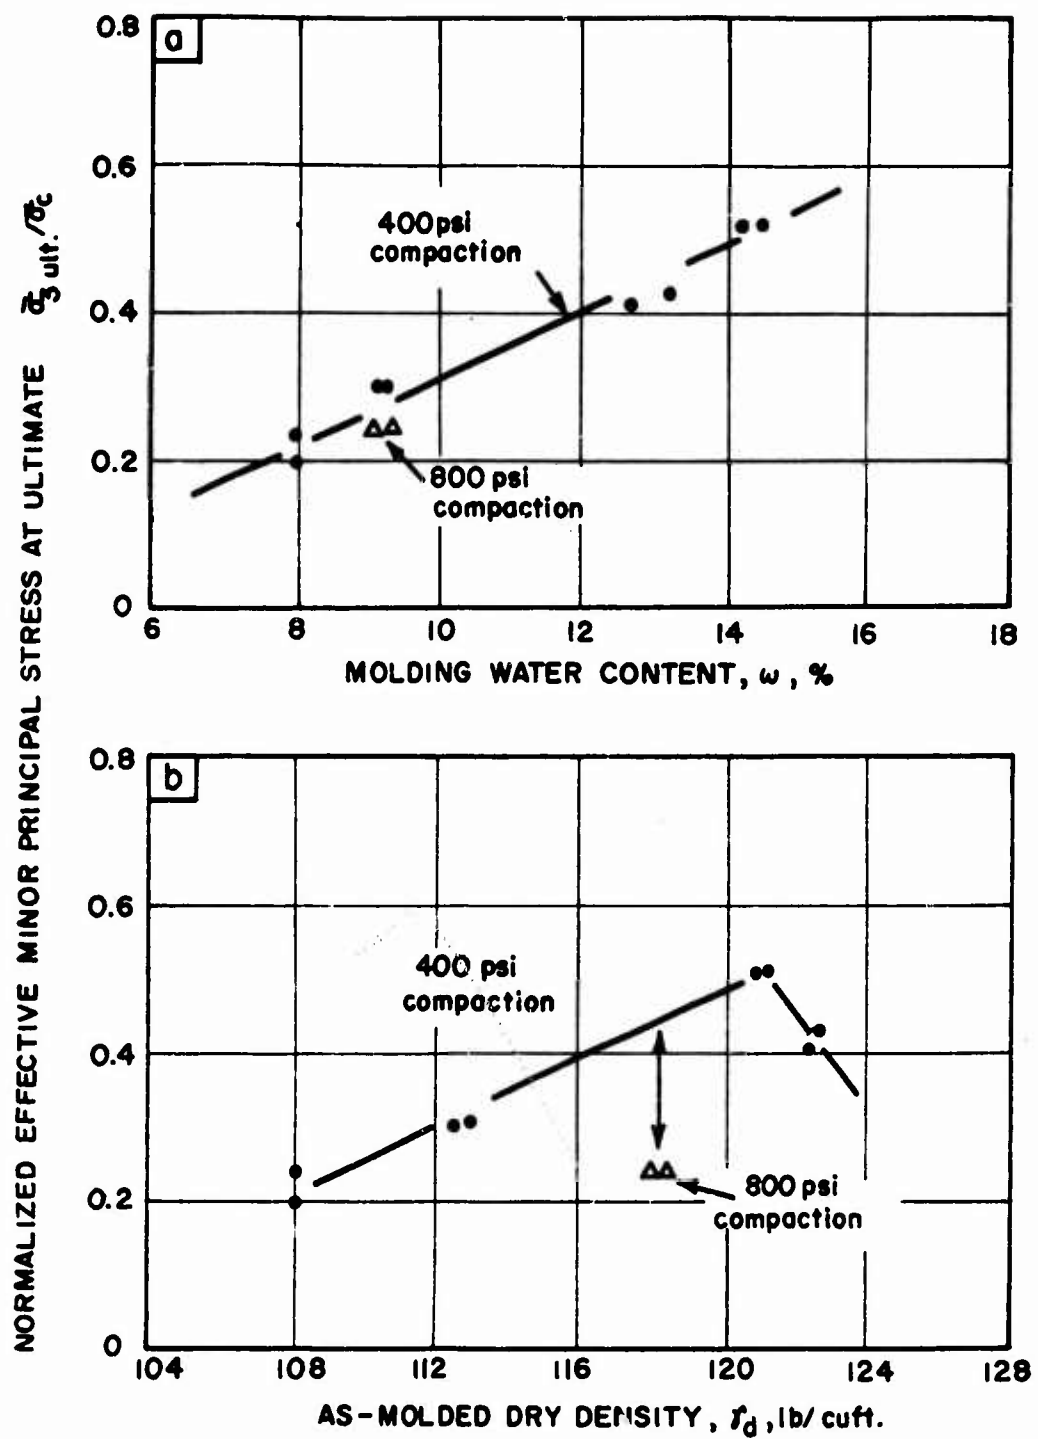 NORMALIZED EFFECTIVE MINOR PRINCIPAL STRESS AT ULTIMATE σ̄3 ult./σ̄c
a
0.8
0.6
0.4
0.2
0
400psi
compaction
800 psi
compaction
6 8 10 12 14 16 18
MOLDING WATER CONTENT, ω, %
b
0.8
0.6
0.4
0.2
0
400 psi
compaction
800 psi
compaction
104 108 112 116 120 124 128
AS-MOLDED DRY DENSITY, γd, lb/cuft.